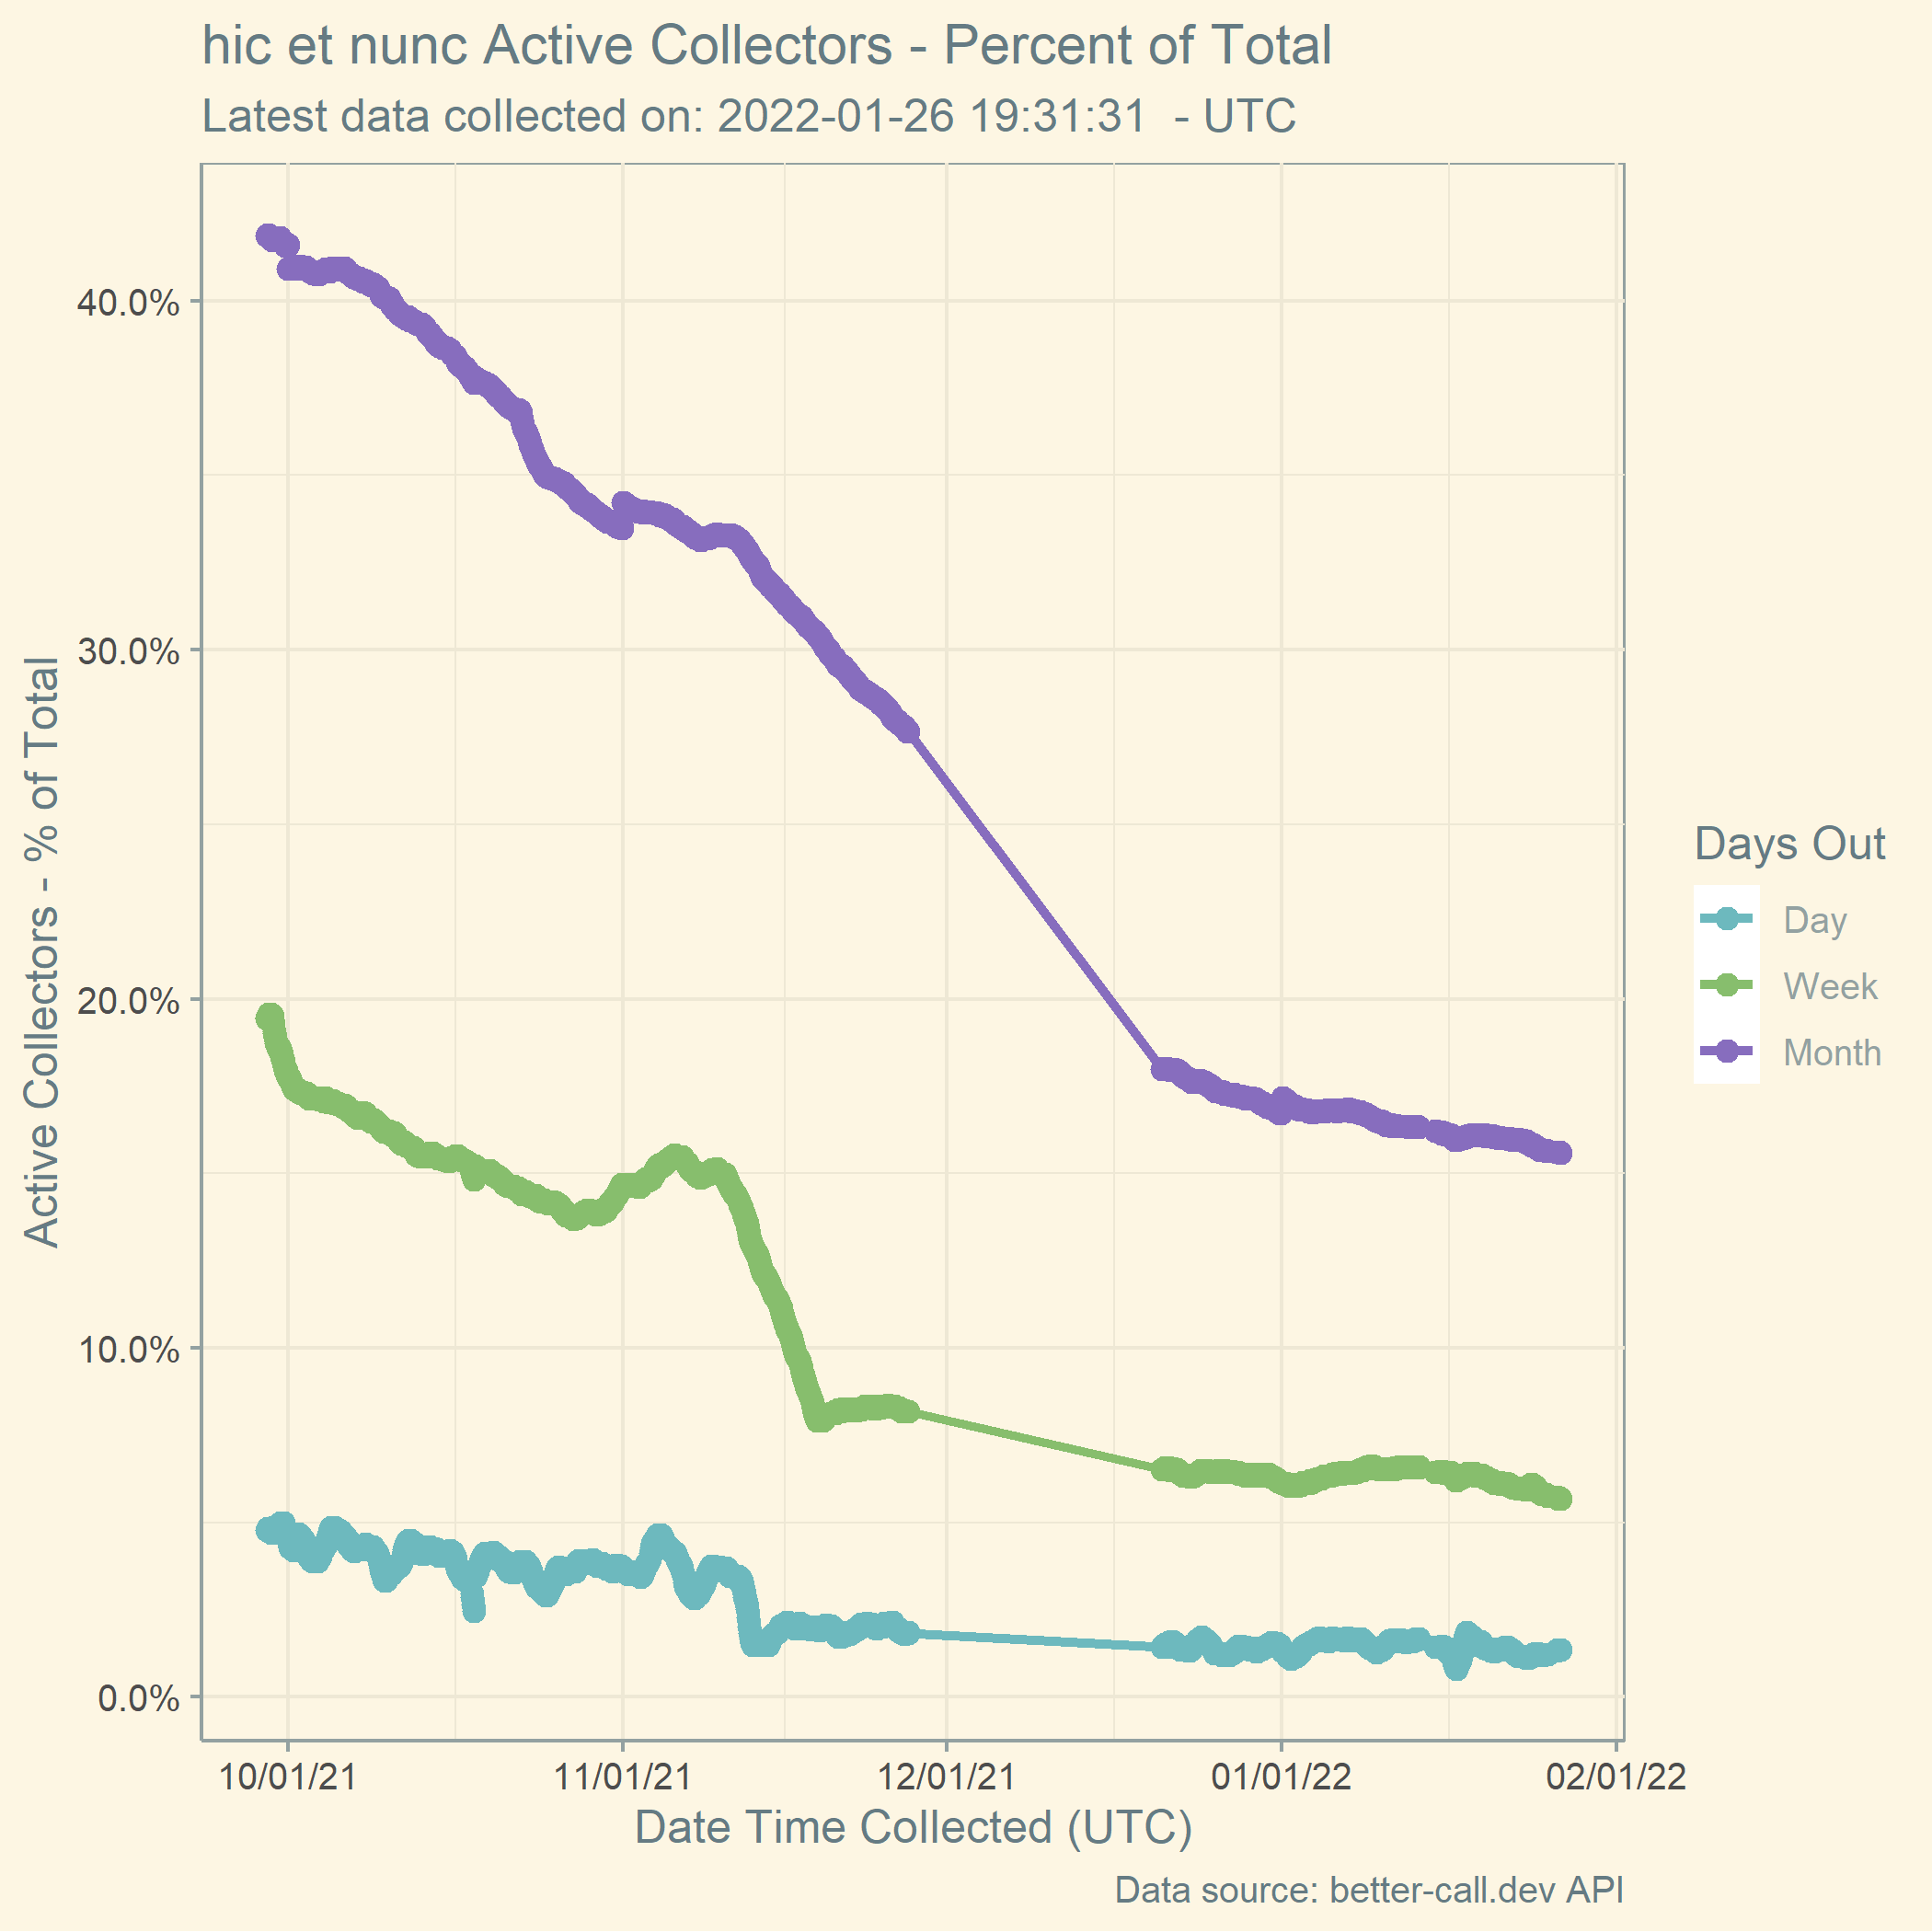 hic et nunc Active Collectors - Percent of Total
Latest data collected on: 2022-01-26 19:31:31  - UTC
Active Collectors - % of Total
40.0%
30.0%
20.0%
10.0%
0.0%
10/01/21
11/01/21
12/01/21
01/01/22
02/01/22
Date Time Collected (UTC)
Days Out
Day
Week
Month
Data source: better-call.dev API